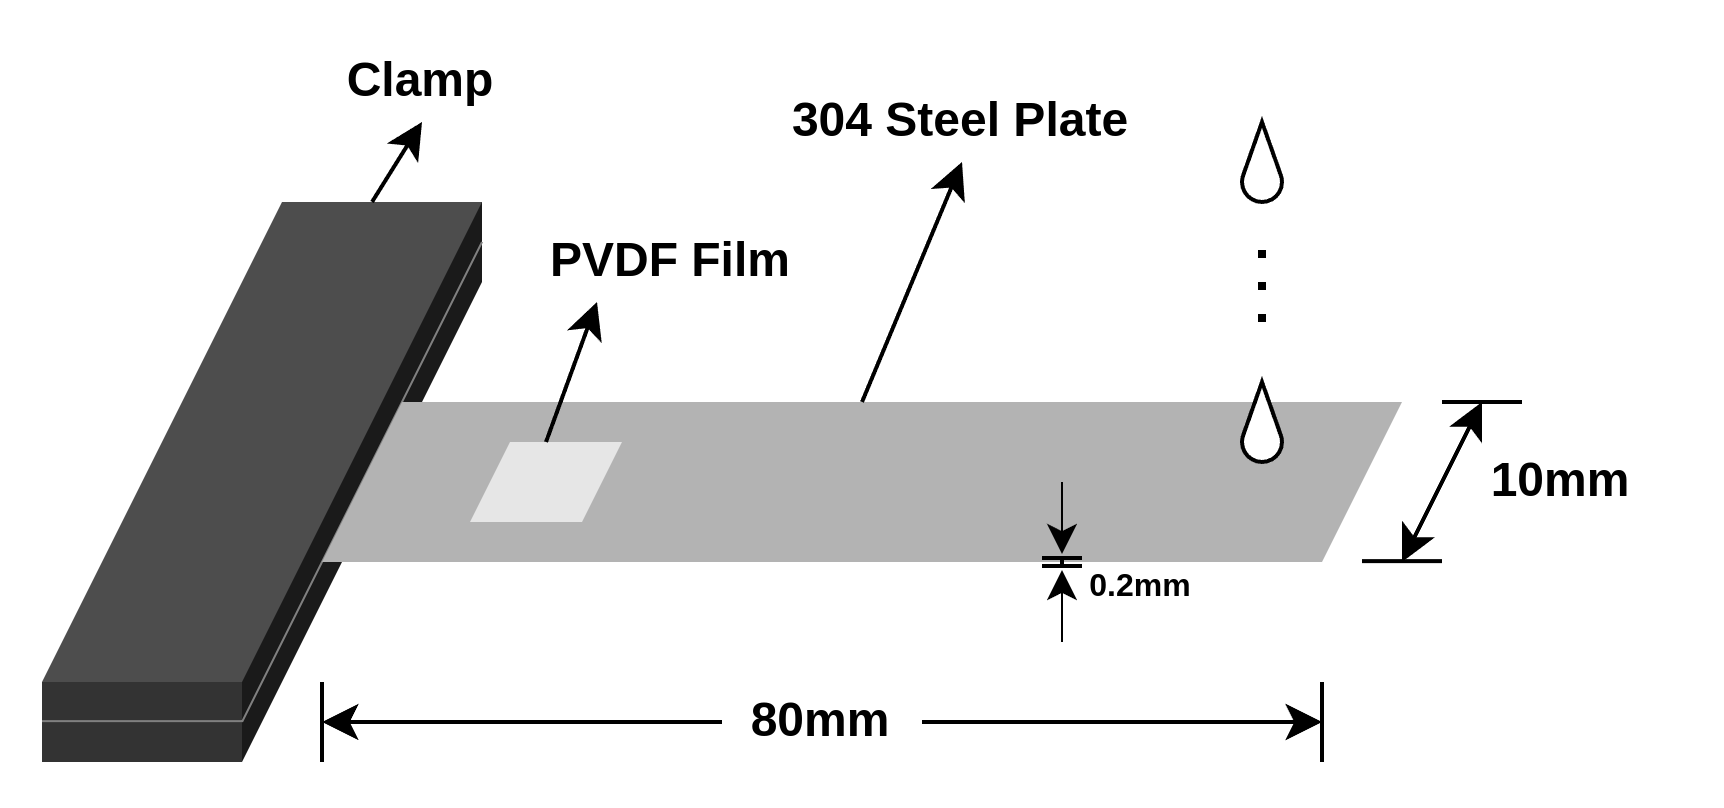 Clamp
304 Steel Plate
PVDF Film
10mm
0.2mm
80mm